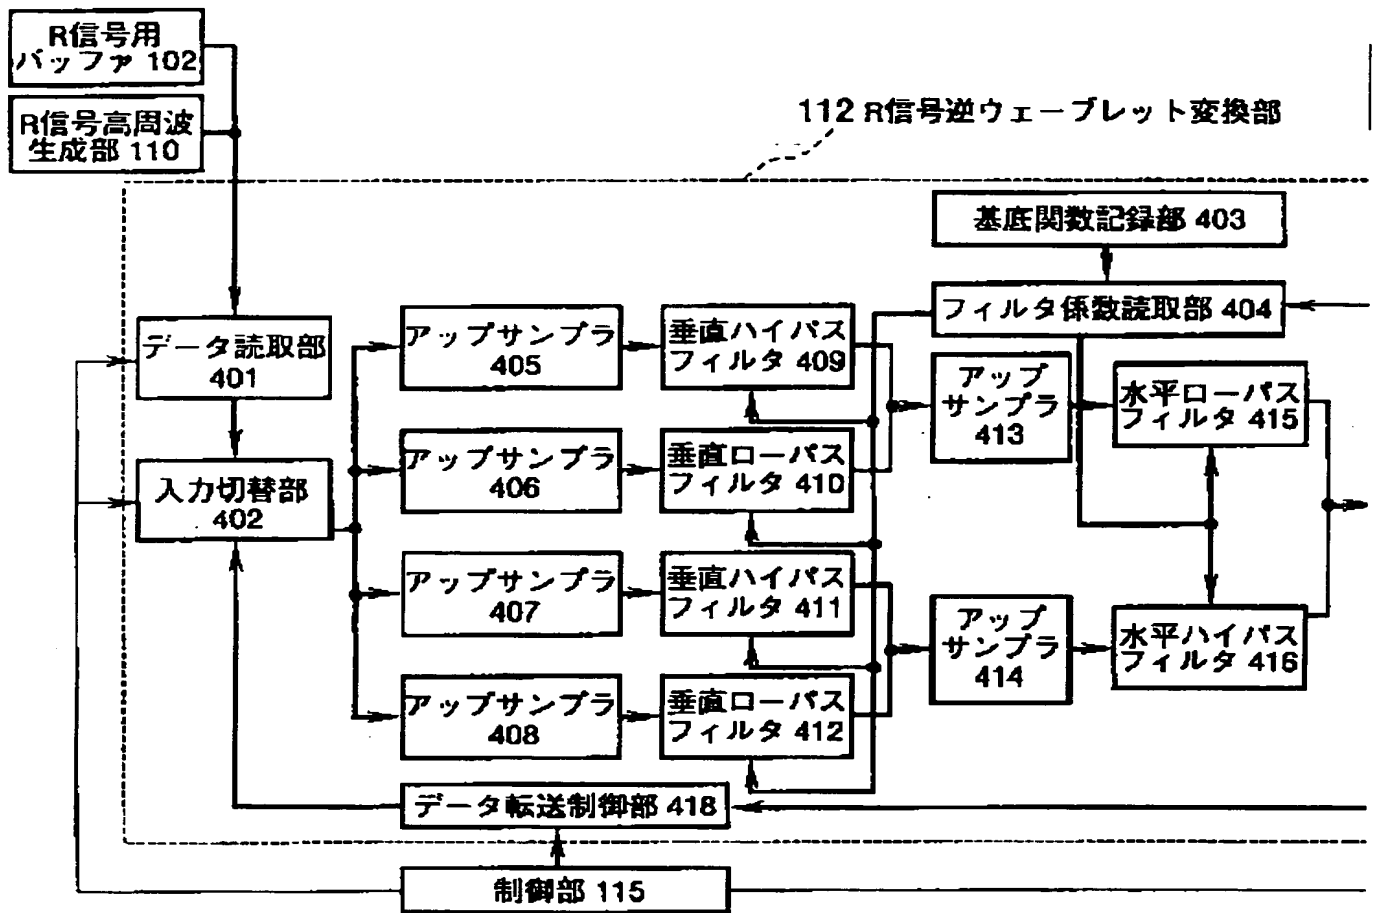 R信号用
バッファ 102
R信号高周波
生成部 110
112 R信号逆ウェーブレット変換部
基底関数記録部 403
フィルタ係数読取部 404
データ読取部
401
アップサンプラ
405
垂直ハイパス
フィルタ 409
アップ
サンプラ
413
水平ローパス
フィルタ 415
入力切替部
402
アップサンプラ
406
垂直ローパス
フィルタ 410
アップサンプラ
407
垂直ハイパス
フィルタ 411
アップ
サンプラ
414
水平ハイパス
フィルタ 416
アップサンプラ
408
垂直ローパス
フィルタ 412
データ転送制御部 418
制御部 115